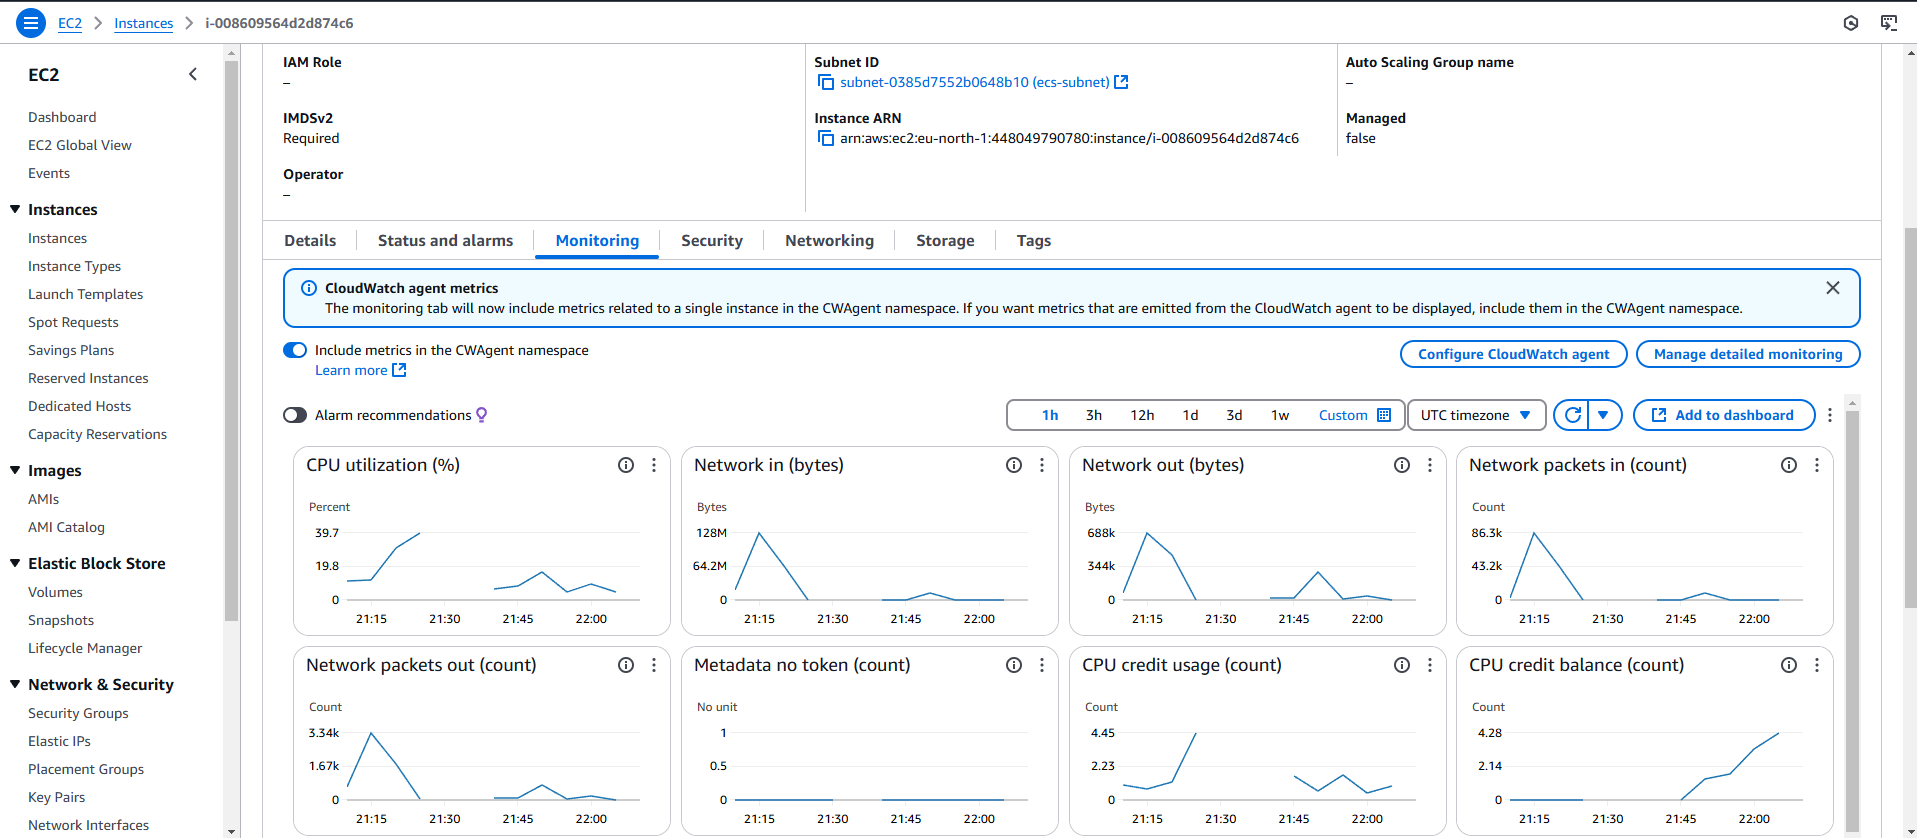 EC2 > Instances > i-008609564d2d874c6
EC2
Dashboard
EC2 Global View
Events
Instances
Instances
Instance Types
Launch Templates
Spot Requests
Savings Plans
Reserved Instances
Dedicated Hosts
Capacity Reservations
Images
AMIs
AMI Catalog
Elastic Block Store
Volumes
Snapshots
Lifecycle Manager
Network & Security
Security Groups
Elastic IPs
Placement Groups
Key Pairs
Network Interfaces
IAM Role
–
IMDSv2
Required
Operator
–
Subnet ID
subnet-0385d7552b0648b10 (ecs-subnet)
Instance ARN
arn:aws:ec2:eu-north-1:448049790780:instance/i-008609564d2d874c6
Auto Scaling Group name
–
Managed
false
Details Status and alarms Monitoring Security Networking Storage Tags
CloudWatch agent metrics
The monitoring tab will now include metrics related to a single instance in the CWAgent namespace. If you want metrics that are emitted from the CloudWatch agent to be displayed, include them in the CWAgent namespace.
Include metrics in the CWAgent namespace
Learn more
Configure CloudWatch agent Manage detailed monitoring
Alarm recommendations
1h 3h 12h 1d 3d 1w Custom UTC timezone Add to dashboard
CPU utilization (%)
Percent
39.7
19.8
0
21:15 21:30 21:45 22:00
Network in (bytes)
Bytes
128M
64.2M
0
21:15 21:30 21:45 22:00
Network out (bytes)
Bytes
688k
344k
0
21:15 21:30 21:45 22:00
Network packets in (count)
Count
86.3k
43.2k
0
21:15 21:30 21:45 22:00
Network packets out (count)
Count
3.34k
1.67k
0
21:15 21:30 21:45 22:00
Metadata no token (count)
No unit
1
0.5
0
21:15 21:30 21:45 22:00
CPU credit usage (count)
Count
4.45
2.23
0
21:15 21:30 21:45 22:00
CPU credit balance (count)
Count
4.28
2.14
0
21:15 21:30 21:45 22:00